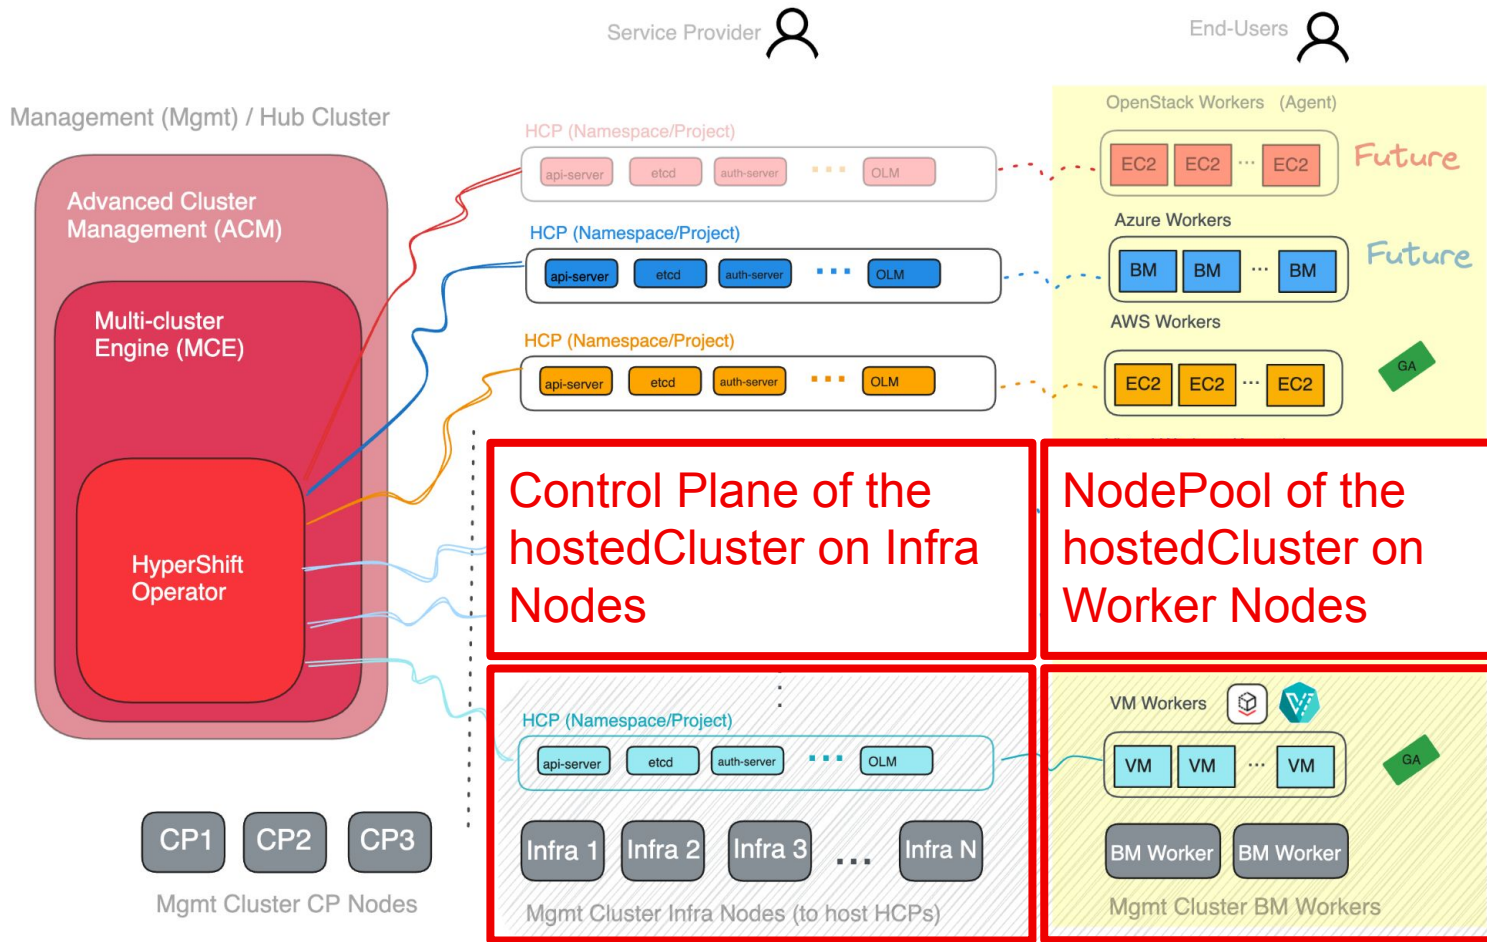 Service Provider
End-Users
Management (Mgmt) / Hub Cluster
Advanced Cluster
Management (ACM)
Multi-cluster
Engine (MCE)
HyperShift
Operator
HCP (Namespace/Project)
api-server etcd auth-server ... OLM
OpenStack Workers (Agent)
EC2 EC2 ... EC2
Future
HCP (Namespace/Project)
api-server etcd auth-server ... OLM
Azure Workers
BM BM ... BM
Future
HCP (Namespace/Project)
api-server etcd auth-server ... OLM
AWS Workers
EC2 EC2 ... EC2
GA
Control Plane of the
hostedCluster on Infra
Nodes
NodePool of the
hostedCluster on
Worker Nodes
HCP (Namespace/Project)
api-server etcd auth-server ... OLM
VM Workers
VM VM ... VM
GA
CP1 CP2 CP3
Mgmt Cluster CP Nodes
Infra 1 Infra 2 Infra 3 ... Infra N
Mgmt Cluster Infra Nodes (to host HCPs)
BM Worker BM Worker
Mgmt Cluster BM Workers